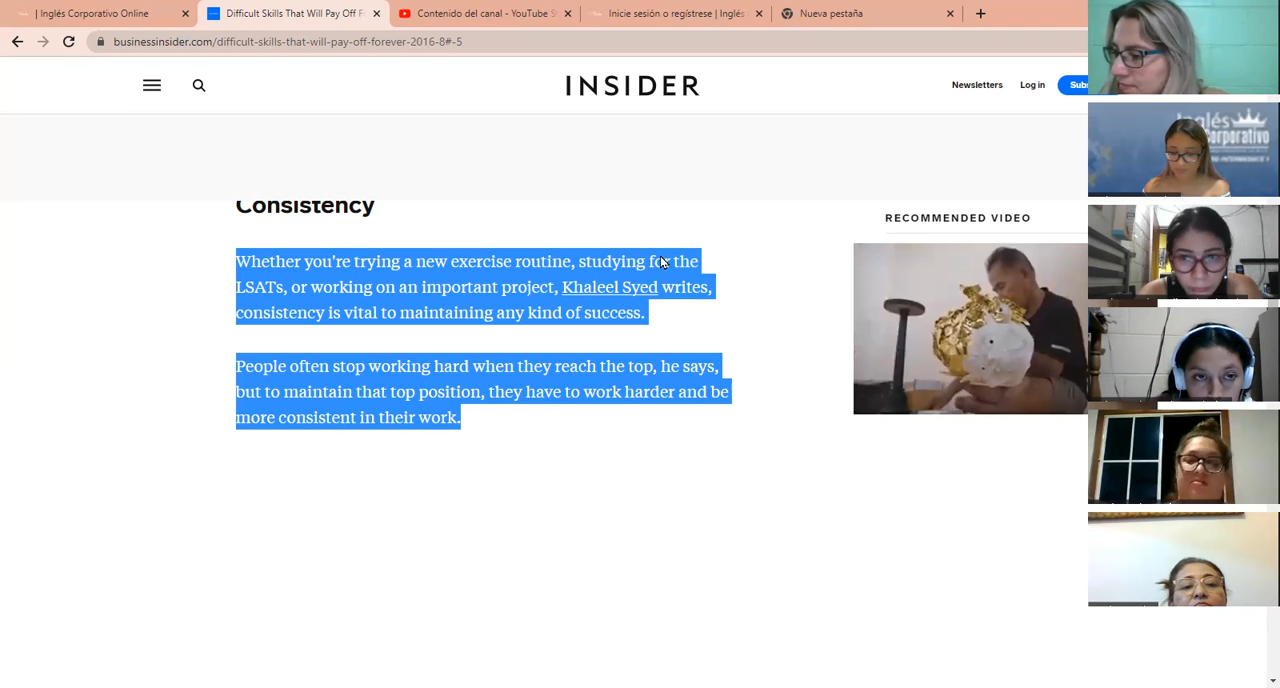 | Inglés Corporativo Online
Difficult Skills That Will Pay Off F
Contenido del canal - YouTube S
Inicie sesión o regístrese | Inglés
Nueva pestaña
businessinsider.com/difficult-skills-that-will-pay-off-forever-2016-8#-5
INSIDER
Newsletters
Log in
Sub
Consistency
Whether you're trying a new exercise routine, studying for the
LSATs, or working on an important project, Khaleel Syed writes,
consistency is vital to maintaining any kind of success.
People often stop working hard when they reach the top, he says,
but to maintain that top position, they have to work harder and be
more consistent in their work.
RECOMMENDED VIDEO
Inglés
Corporativo